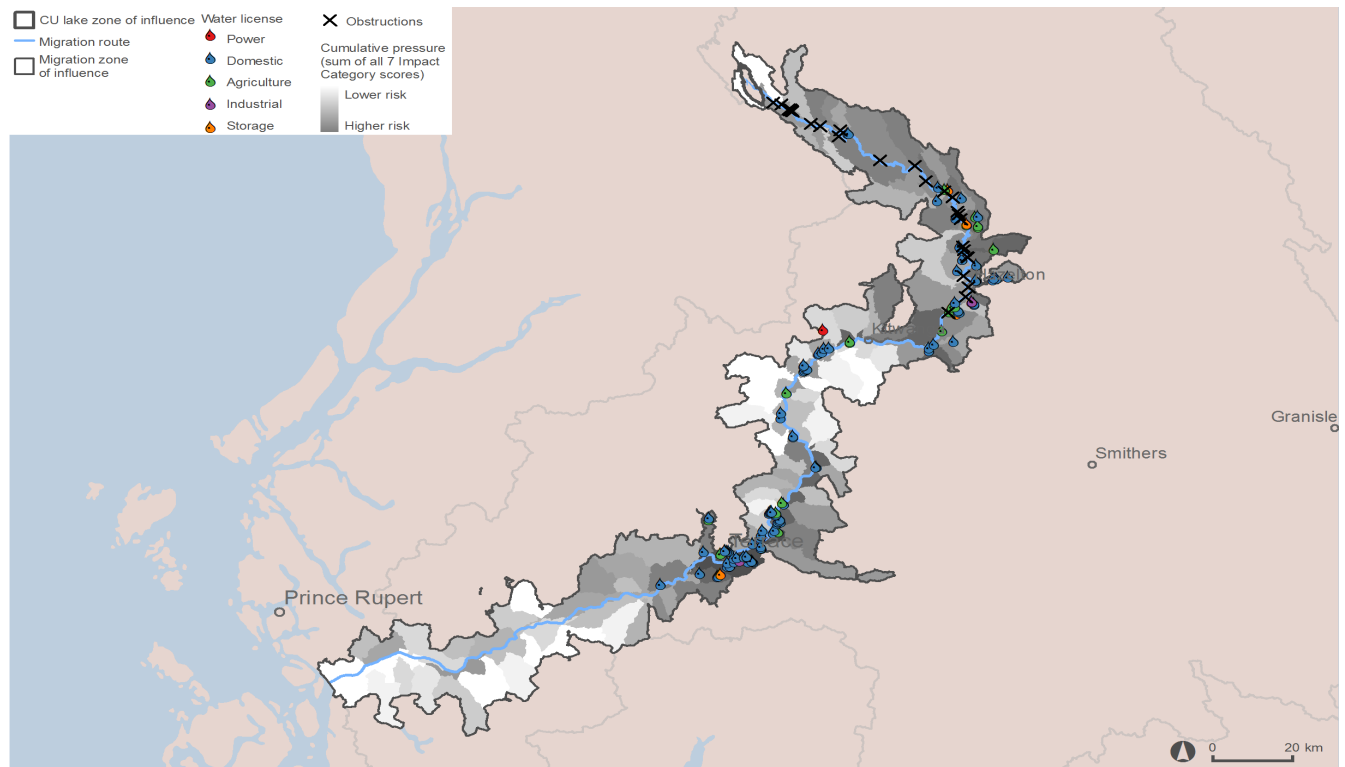 CU lake zone of influence
Migration route
Migration zone
of influence
Water license
Power
Domestic
Agriculture
Industrial
Storage
Obstructions
Cumulative pressure
(sum of all 7 Impact
Category scores)
Lower risk
Higher risk
Granisle
Smithers
Terrace
Prince Rupert
0 20 km